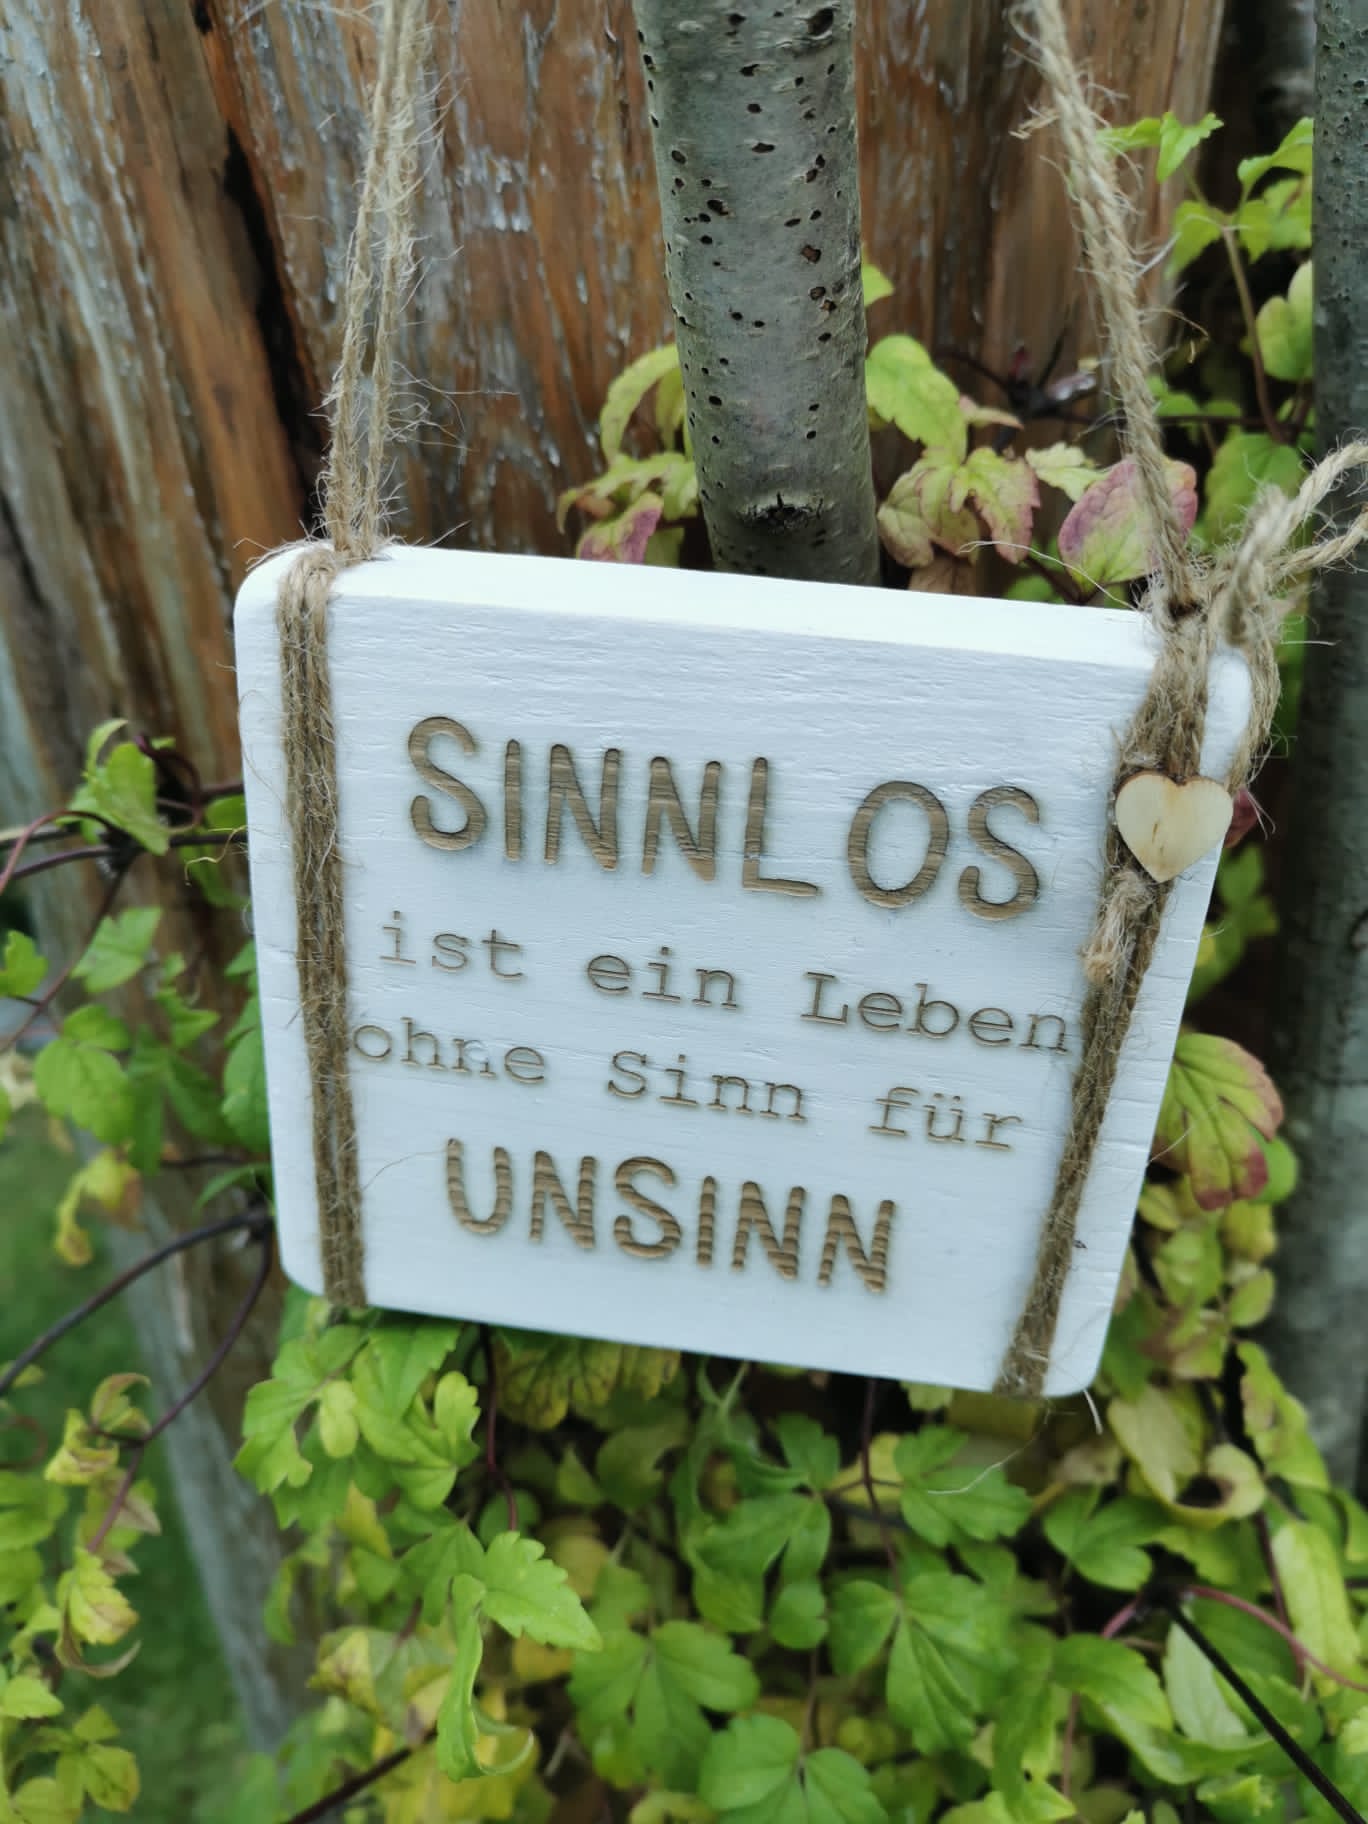 SINNLOS
ist ein Leben
ohne Sinn für
UNSINN